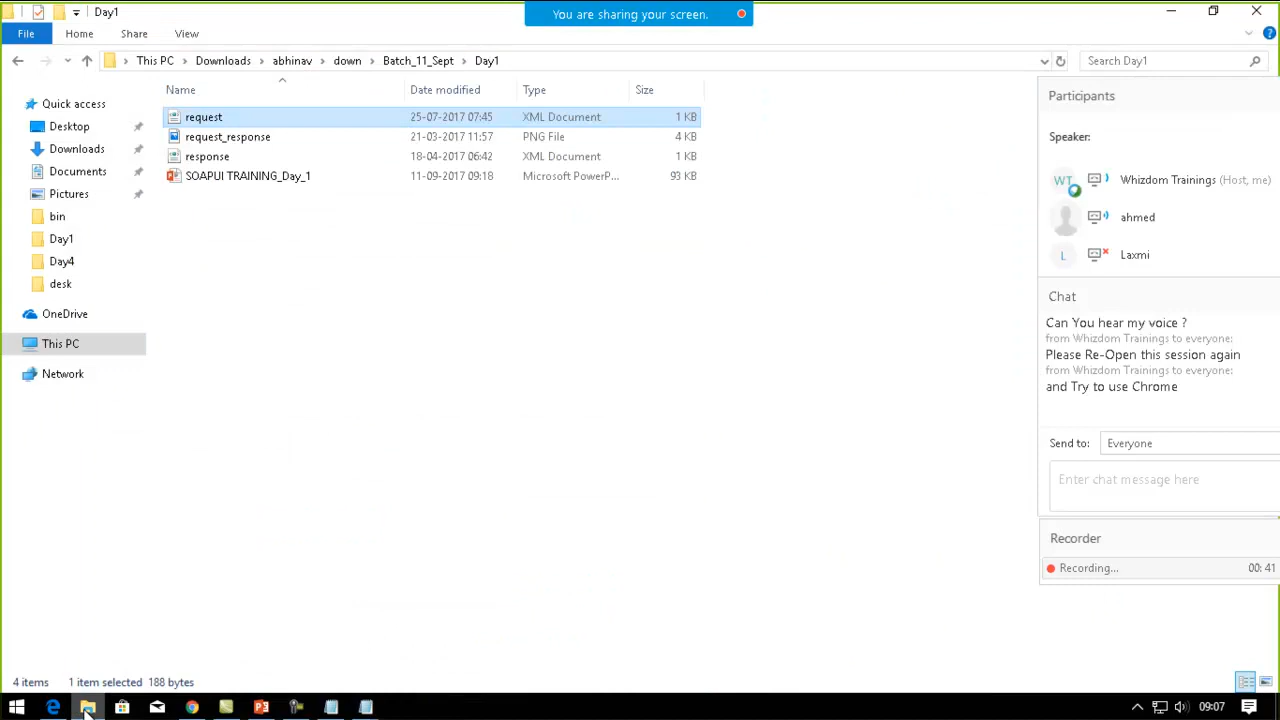 Day1
You are sharing your screen.
File Home Share View
This PC Downloads abhinav down Batch_11_Sept Day1
Search Day1
Name Date modified Type Size
request 25-07-2017 07:45 XML Document 1 KB
request_response 21-03-2017 11:57 PNG File 4 KB
response 18-04-2017 06:42 XML Document 1 KB
SOAPUI TRAINING_Day_1 11-09-2017 09:18 Microsoft PowerP... 93 KB
Quick access
Desktop
Downloads
Documents
Pictures
bin
Day1
Day4
desk
OneDrive
This PC
Network
Participants
Speaker:
WT Whizdom Trainings (Host, me)
ahmed
L Laxmi
Chat
Can You hear my voice ?
from Whizdom Trainings to everyone:
Please Re-Open this session again
from Whizdom Trainings to everyone:
and Try to use Chrome
Send to: Everyone
Enter chat message here
Recorder
Recording... 00:41
4 items 1 item selected 188 bytes
09:07